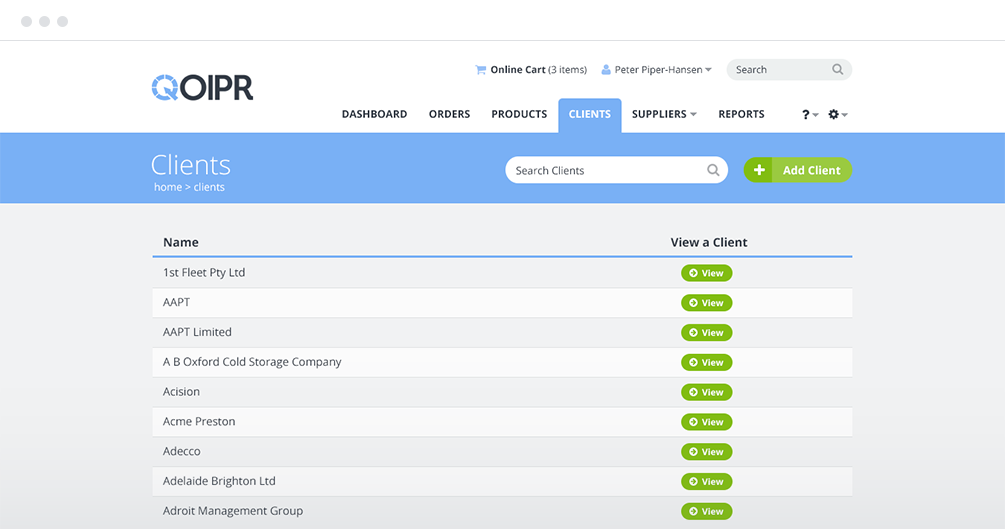 Online Cart (3 items) Peter Piper-Hansen Search
QOIPR
DASHBOARD ORDERS PRODUCTS CLIENTS SUPPLIERS REPORTS ?
Clients
home > clients
Search Clients
Add Client
Name View a Client
1st Fleet Pty Ltd View
AAPT View
AAPT Limited View
A B Oxford Cold Storage Company View
Acision View
Acme Preston View
Adecco View
Adelaide Brighton Ltd View
Adroit Management Group View